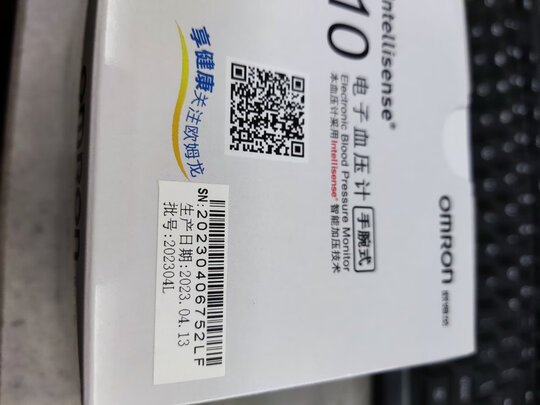 Intellisense®
10
电子血压计 手腕式
Electronic Blood Pressure Monitor
本血压计采用Intellisense®智能加压技术
OMRON
享健康关注欧姆龙
SN:20230406752LF
生产日期:2023.04.13
批号:202304L